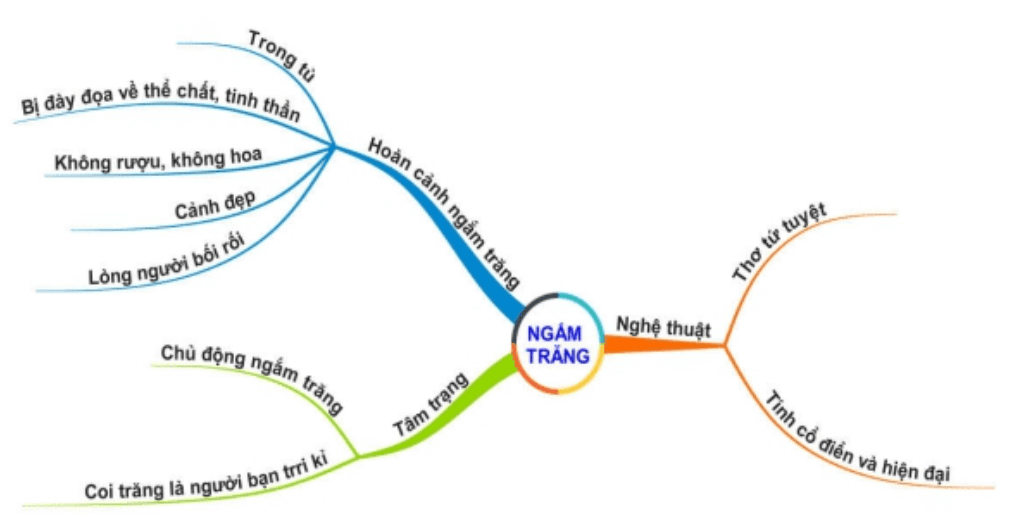 Trong tù
Bị đày đọa về thể chất, tinh thần
Không rượu, không hoa
Cảnh đẹp
Lòng người bối rối
Hoàn cảnh ngắm trăng
NGẮM
TRĂNG
Nghệ thuật
Thơ tứ tuyệt
Tính cổ điển và hiện đại
Tâm trạng
Chủ động ngắm trăng
Coi trăng là người bạn trri kỉ